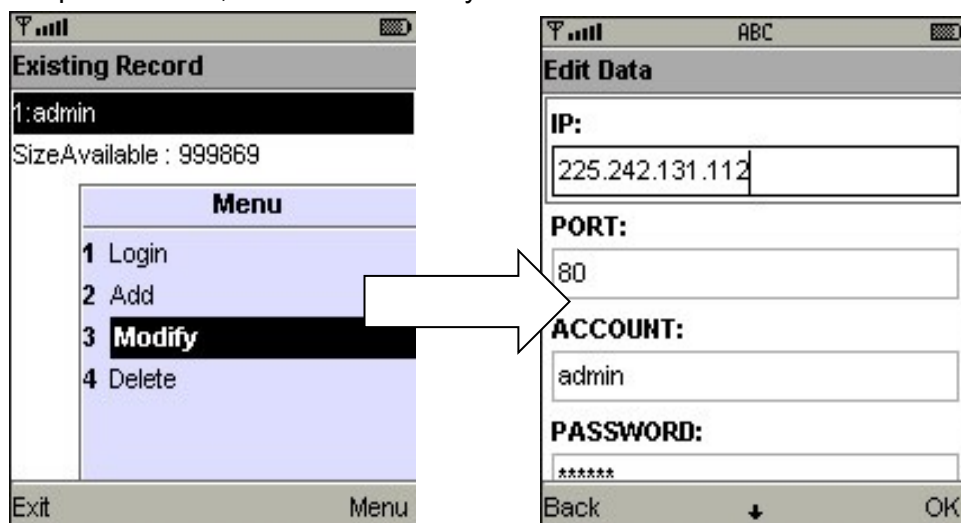 Existing Record
1:admin
SizeAvailable : 999869
Menu
1 Login
2 Add
3 Modify
4 Delete
Exit Menu
ABC
Edit Data
IP:
225.242.131.112
PORT:
80
ACCOUNT:
admin
PASSWORD:
******
Back OK